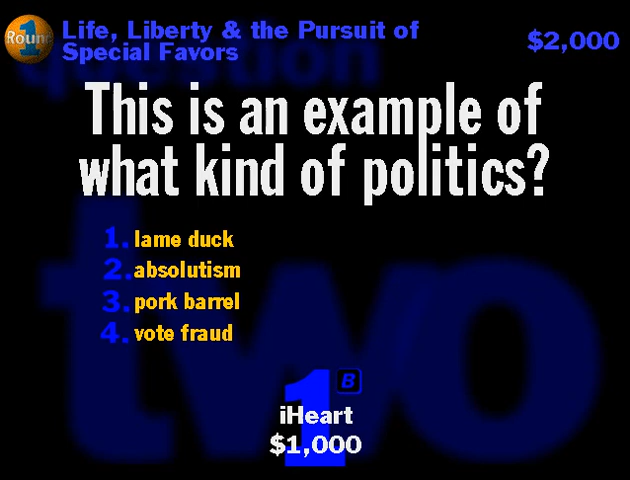 Round 1
Life, Liberty & the Pursuit of
Special Favors
$2,000
question
This is an example of
what kind of politics?
1. lame duck
2. absolutism
3. pork barrel
4. vote fraud
two
1
B
iHeart
$1,000